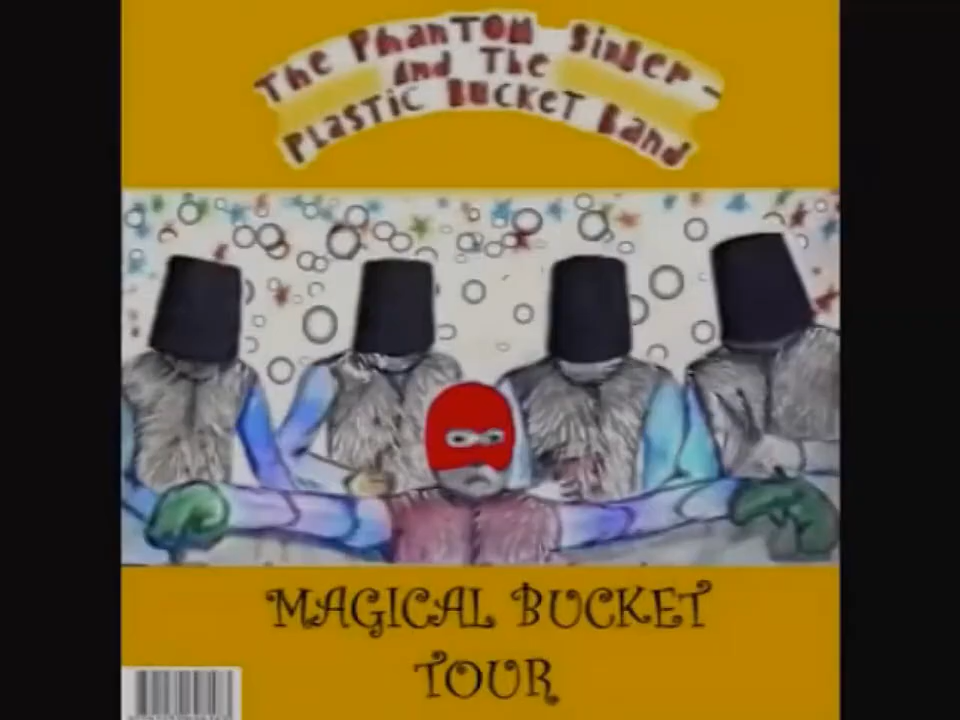 The Phantom Singer -
and The
Plastic Bucket Band
MAGICAL BUCKET
TOUR